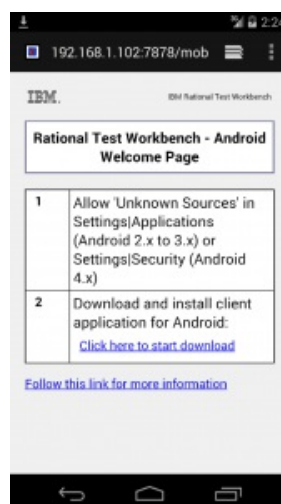 2:24
192.168.1.102:7878/mob
IBM.
IBM Rational Test Workbench
Rational Test Workbench - Android
Welcome Page
1
Allow 'Unknown Sources' in
Settings|Applications
(Android 2.x to 3.x) or
Settings|Security (Android
4.x)
2
Download and install client
application for Android:
Click here to start download
Follow this link for more information